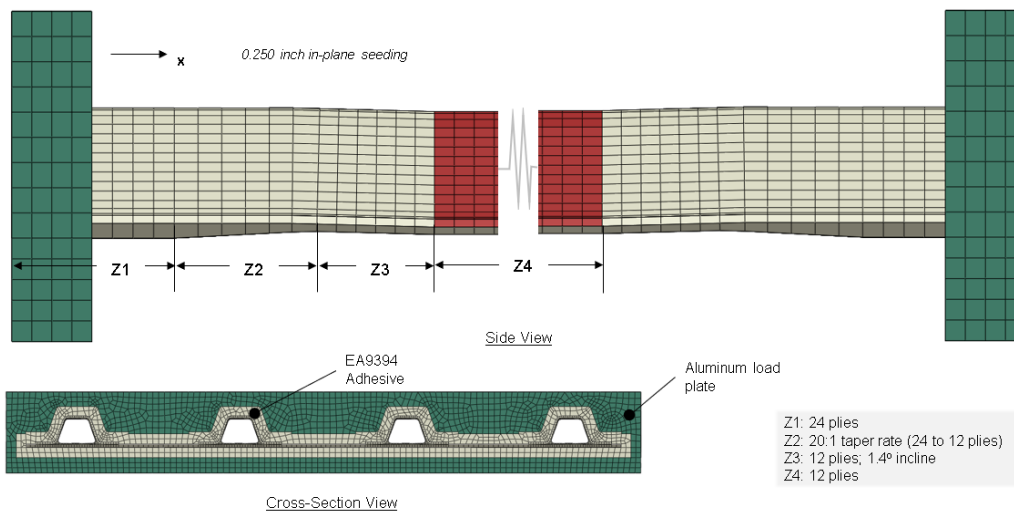 x
0.250 inch in-plane seeding
Z1
Z2
Z3
Z4
Side View
EA9394
Adhesive
Aluminum load
plate
Z1: 24 plies
Z2: 20:1 taper rate (24 to 12 plies)
Z3: 12 plies; 1.4º incline
Z4: 12 plies
Cross-Section View